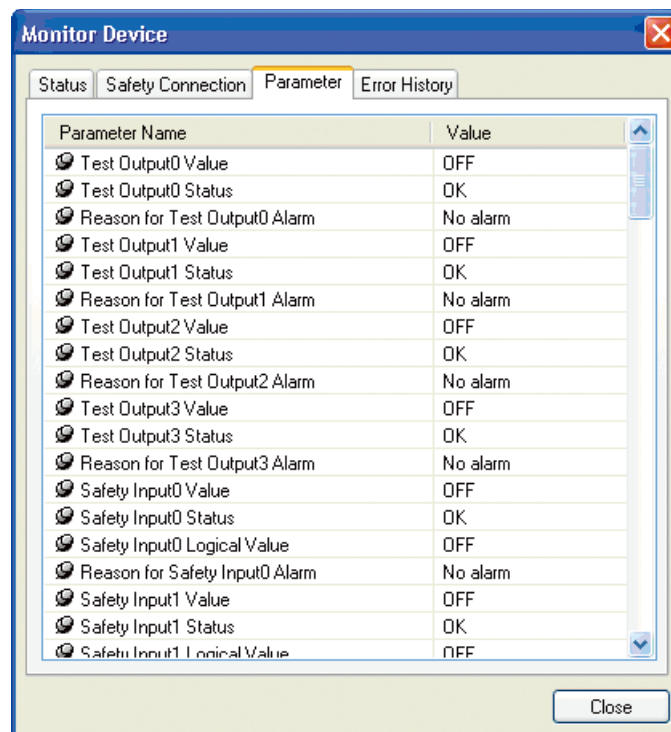 Monitor Device
Status Safety Connection Parameter Error History
Parameter Name Value
Test Output0 Value OFF
Test Output0 Status OK
Reason for Test Output0 Alarm No alarm
Test Output1 Value OFF
Test Output1 Status OK
Reason for Test Output1 Alarm No alarm
Test Output2 Value OFF
Test Output2 Status OK
Reason for Test Output2 Alarm No alarm
Test Output3 Value OFF
Test Output3 Status OK
Reason for Test Output3 Alarm No alarm
Safety Input0 Value OFF
Safety Input0 Status OK
Safety Input0 Logical Value OFF
Reason for Safety Input0 Alarm No alarm
Safety Input1 Value OFF
Safety Input1 Status OK
Safety Input1 Logical Value OFF
Close